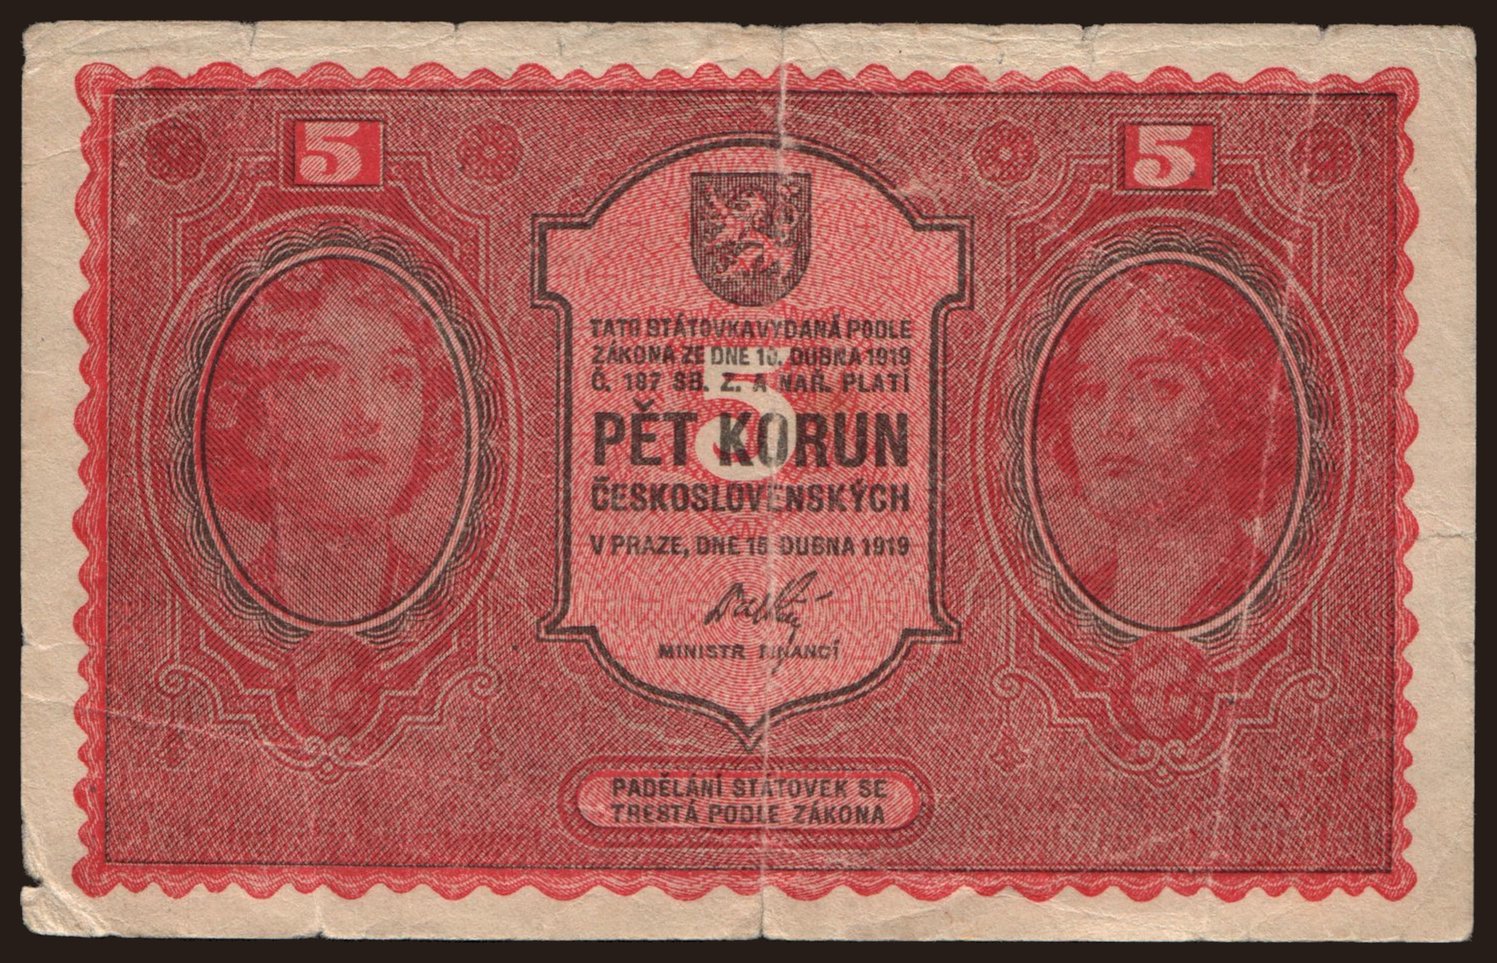 5 5
TATO STÁTOVKA VYDANÁ PODLE
ZÁKONA ZE DNE 10. DUBNA 1919
Č. 187 SB. Z. A NAŘ. PLATÍ
5
PĚT KORUN
ČESKOSLOVENSKÝCH
V PRAZE, DNE 15. DUBNA 1919
MINISTR FINANCÍ
PADĚLÁNÍ STÁTOVEK SE
TRESTÁ PODLE ZÁKONA